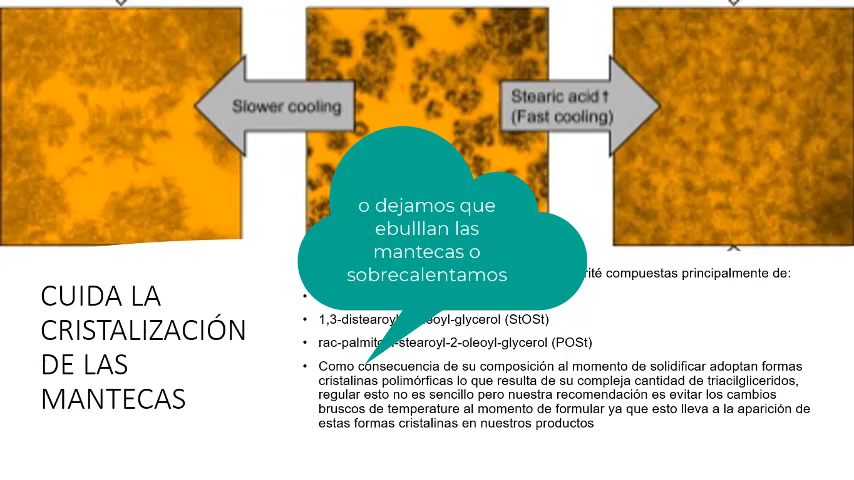 Slower cooling
Stearic acid↑
(Fast cooling)
o dejamos que
ebulllan las
mantecas o
sobrecalentamos
CUIDA LA
CRISTALIZACIÓN
DE LAS
MANTECAS
rité compuestas principalmente de:
• 
• 1,3-distearoyl eoyl-glycerol (StOSt)
• rac-palmito -stearoyl-2-oleoyl-glycerol (POSt)
• Como consecuencia de su composición al momento de solidificar adoptan formas
cristalinas polimórficas lo que resulta de su compleja cantidad de triacilgliceridos,
regular esto no es sencillo pero nuestra recomendación es evitar los cambios
bruscos de temperature al momento de formular ya que esto lleva a la aparición de
estas formas cristalinas en nuestros productos